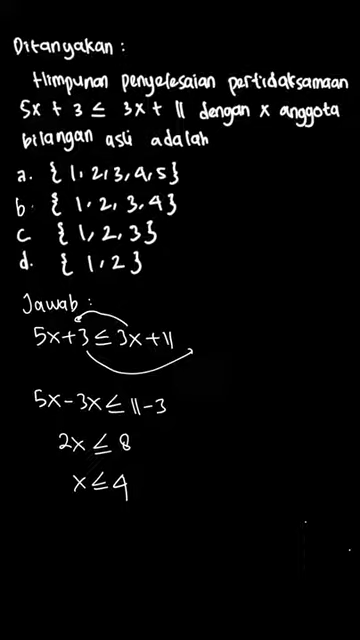 Ditanyakan :
Himpunan penyelesaian pertidaksamaan
5x + 3 ≤ 3x + 11 dengan x anggota
bilangan asli adalah
a. { 1, 2, 3, 4, 5 }
b. { 1, 2, 3, 4 }
c. { 1, 2, 3 }
d. { 1, 2 }
Jawab :
5x + 3 ≤ 3x + 11
5x - 3x ≤ 11 - 3
2x ≤ 8
x ≤ 4